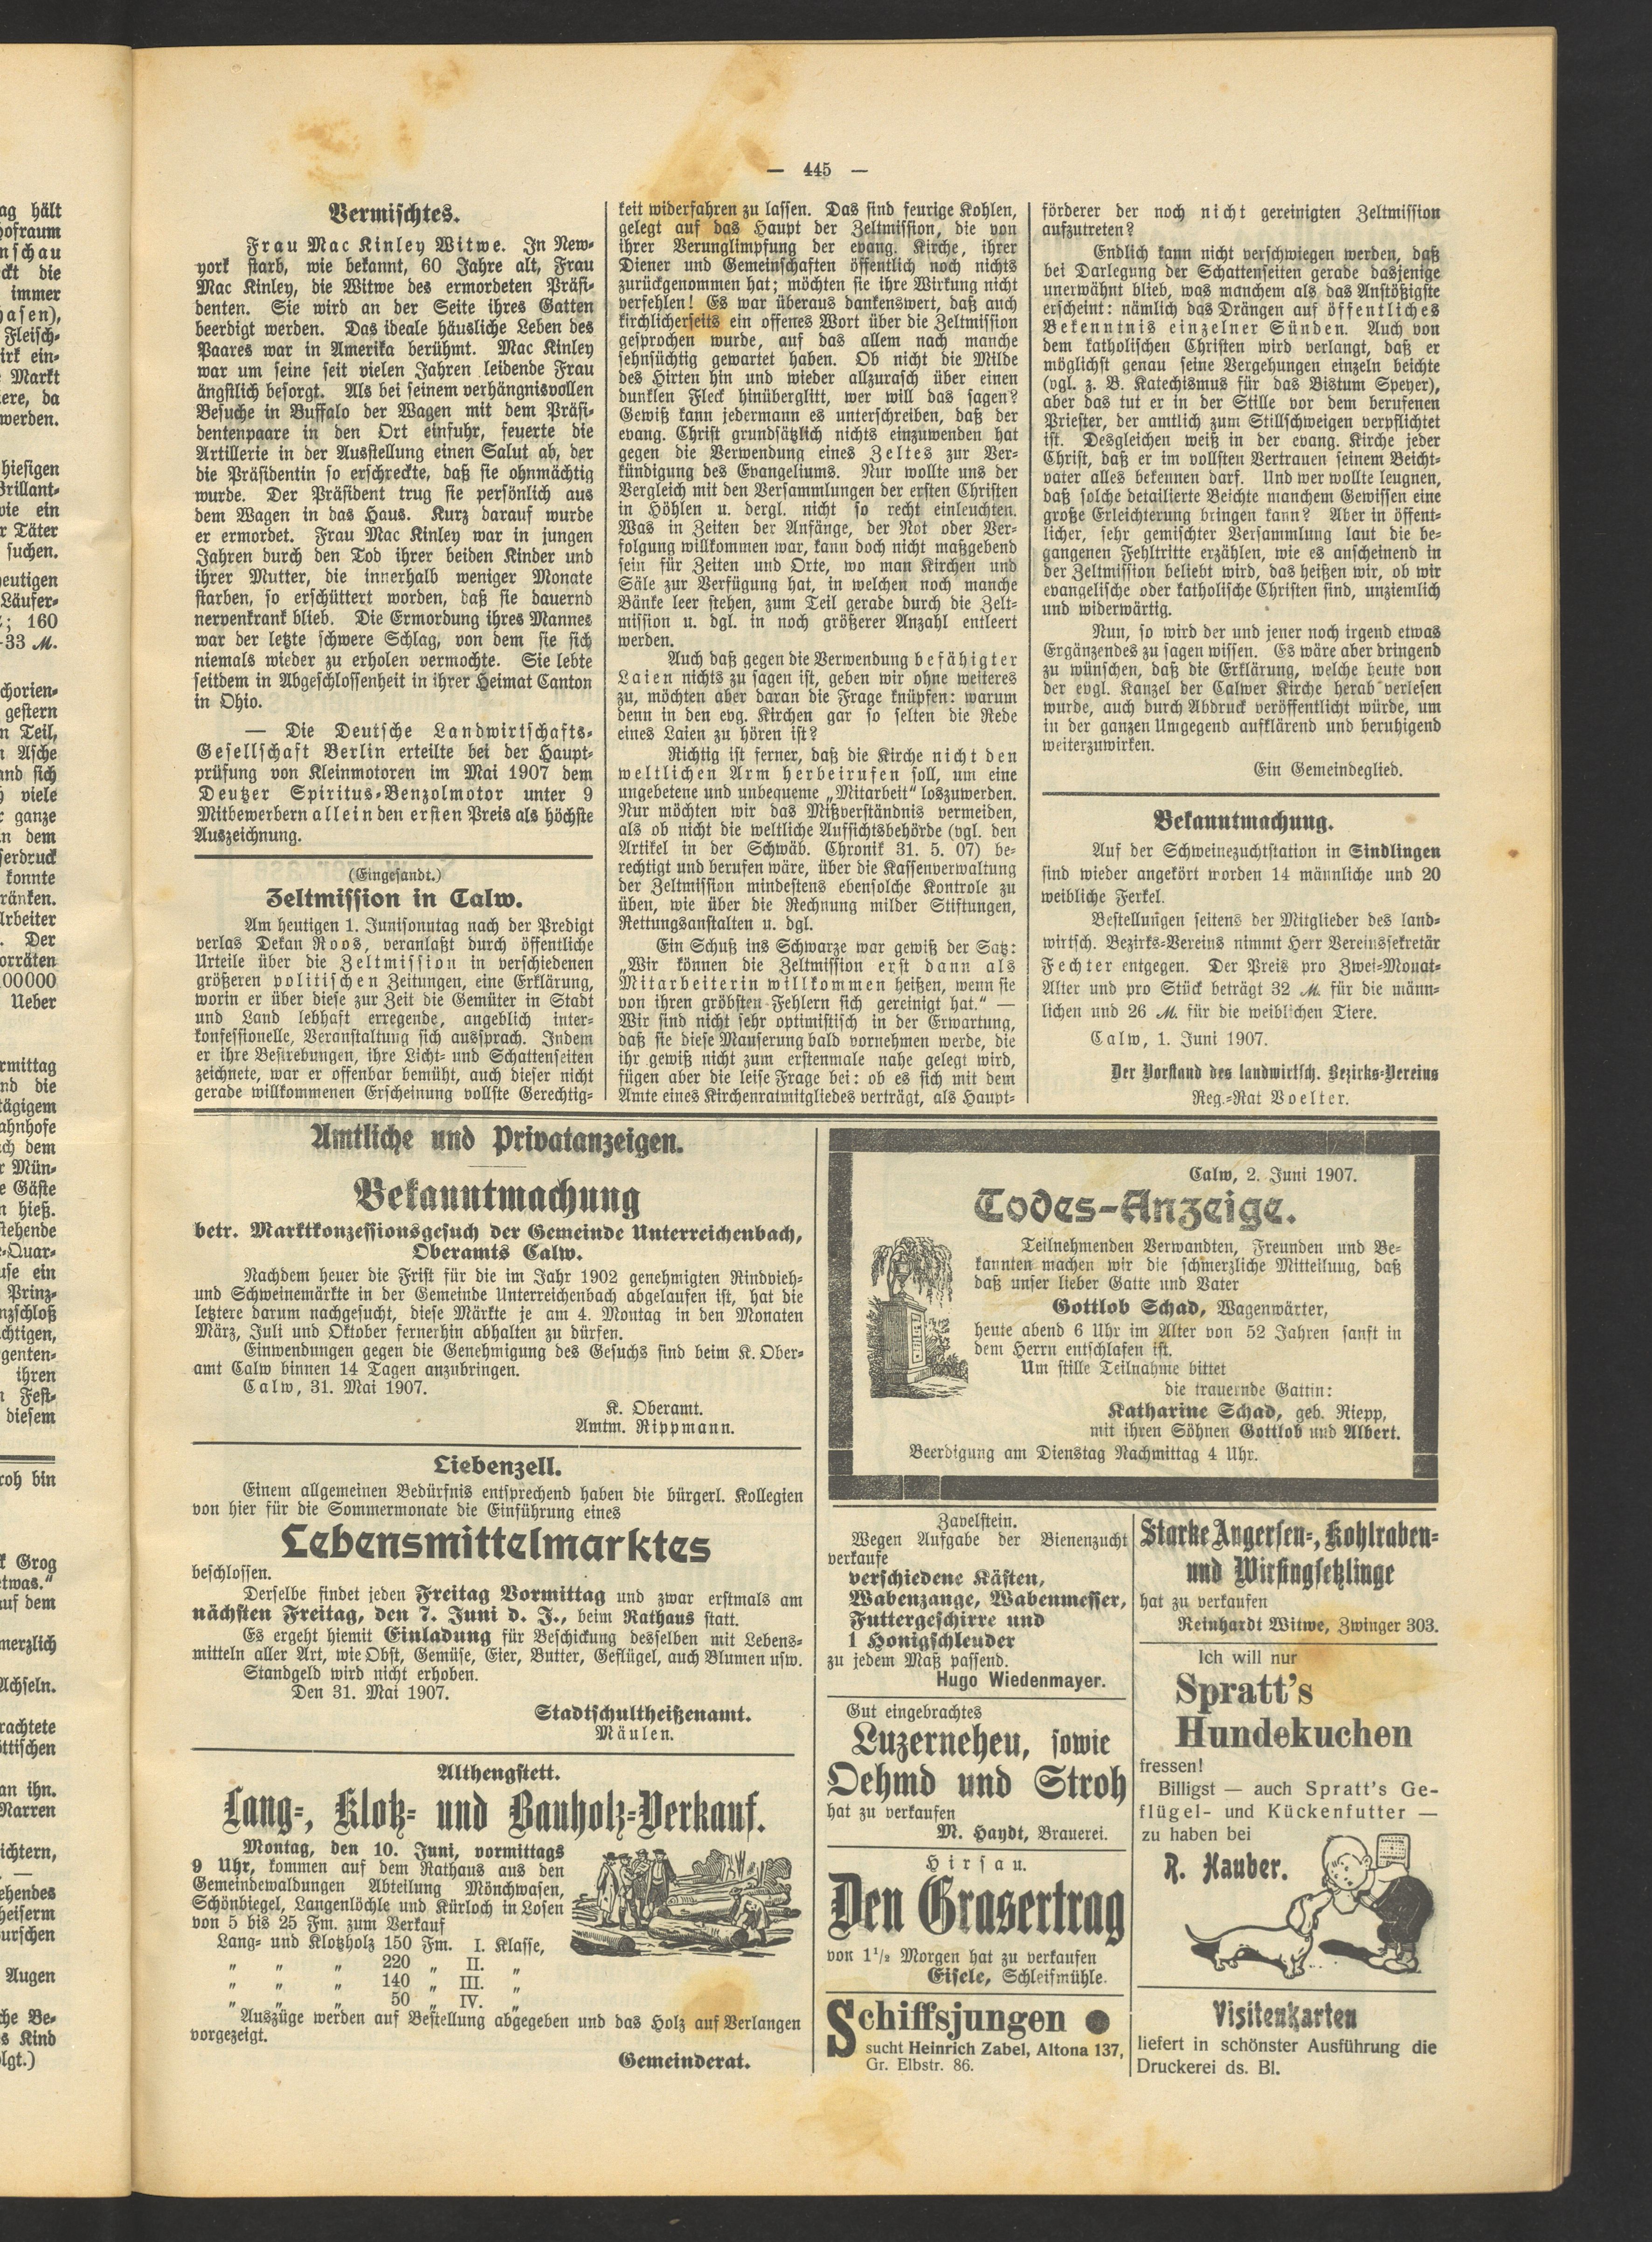 — 445 —
Vermischtes.
Frau Mac Kinley Witwe. In New-
york starb, wie bekannt, 60 Jahre alt, Frau
Mac Kinley, die Witwe des ermordeten Präsi-
denten. Sie wird an der Seite ihres Gatten
beerdigt werden. Das ideale häusliche Leben des
Paares war in Amerika berühmt. Mac Kinley
war um seine seit vielen Jahren leidende Frau
ängstlich besorgt. Als bei seinem verhängnisvollen
Besuche in Buffalo der Wagen mit dem Präsi-
dentenpaare in den Ort einfuhr, feuerte die
Artillerie in der Ausstellung einen Salut ab, der
die Präsidentin so erschreckte, daß sie ohnmächtig
wurde. Der Präsident trug sie persönlich aus
dem Wagen in das Haus. Kurz darauf wurde
er ermordet. Frau Mac Kinley war in jungen
Jahren durch den Tod ihrer beiden Kinder und
ihrer Mutter, die innerhalb weniger Monate
starben, so erschüttert worden, daß sie dauernd
nervenkrank blieb. Die Ermordung ihres Mannes
war der letzte schwere Schlag, von dem sie sich
niemals wieder zu erholen vermochte. Sie lebte
seitdem in Abgeschlossenheit in ihrer Heimat Canton
in Ohio.
— Die Deutsche Landwirtschafts-
Gesellschaft Berlin erteilte bei der Haupt-
prüfung von Kleinmotoren im Mai 1907 dem
Deutzer Spiritus-Benzolmotor unter 9
Mitbewerbern allein den ersten Preis als höchste
Auszeichnung.
(Eingesandt.)
Zeltmission in Calw.
Am heutigen 1. Junisonntag nach der Predigt
verlas Dekan Roos, veranlaßt durch öffentliche
Urteile über die Zeltmission in verschiedenen
größeren politischen Zeitungen, eine Erklärung,
worin er über diese zur Zeit die Gemüter in Stadt
und Land lebhaft erregende, angeblich inter-
konfessionelle, Veranstaltung sich aussprach. Indem
er ihre Bestrebungen, ihre Licht- und Schattenseiten
zeichnete, war er offenbar bemüht, auch dieser nicht
gerade willkommenen Erscheinung vollste Gerechtig-
keit widerfahren zu lassen. Das sind feurige Kohlen,
gelegt auf das Haupt der Zeltmission, die von
ihrer Verunglimpfung der evang. Kirche, ihrer
Diener und Gemeinschaften öffentlich noch nichts
zurückgenommen hat; möchten sie ihre Wirkung nicht
verfehlen! Es war überaus dankenswert, daß auch
kirchlicherseits ein offenes Wort über die Zeltmission
gesprochen wurde, auf das allem nach manche
sehnsüchtig gewartet haben. Ob nicht die Milde
des Hirten hin und wieder allzurasch über einen
dunklen Fleck hinüberglitt, wer will das sagen?
Gewiß kann jedermann es unterschreiben, daß der
evang. Christ grundsätzlich nichts einzuwenden hat
gegen die Verwendung eines Zeltes zur Ver-
kündigung des Evangeliums. Nur wollte uns der
Vergleich mit den Versammlungen der ersten Christen
in Höhlen u. dergl. nicht so recht einleuchten.
Was in Zeiten der Anfänge, der Not oder Ver-
folgung willkommen war, kann doch nicht maßgebend
sein für Zeiten und Orte, wo man Kirchen und
Säle zur Verfügung hat, in welchen noch manche
Bänke leer stehen, zum Teil gerade durch die Zelt-
mission u. dgl. in noch größerer Anzahl entleert
werden.
Auch daß gegen die Verwendung befähigter
Laien nichts zu sagen ist, geben wir ohne weiteres
zu, möchten aber daran die Frage knüpfen: warum
denn in den evg. Kirchen gar so selten die Rede
eines Laien zu hören ist?
Richtig ist ferner, daß die Kirche nicht den
weltlichen Arm herbeirufen soll, um eine
ungebetene und unbequeme „Mitarbeit" loszuwerden.
Nur möchten wir das Mißverständnis vermeiden,
als ob nicht die weltliche Aufsichtsbehörde (vgl. den
Artikel in der Schwäb. Chronik 31. 5. 07) be-
rechtigt und berufen wäre, über die Kassenverwaltung
der Zeltmission mindestens ebensolche Kontrole zu
üben, wie über die Rechnung milder Stiftungen,
Rettungsanstalten u. dgl.
Ein Schuß ins Schwarze war gewiß der Satz:
„Wir können die Zeltmission erst dann als
Mitarbeiterin willkommen heißen, wenn sie
von ihren gröbsten Fehlern sich gereinigt hat." —
Wir sind nicht sehr optimistisch in der Erwartung,
daß sie diese Mauserung bald vornehmen werde, die
ihr gewiß nicht zum erstenmale nahe gelegt wird,
fügen aber die leise Frage bei: ob es sich mit dem
Amte eines Kirchenratmitgliedes verträgt, als Haupt-
förderer der noch nicht gereinigten Zeltmission
aufzutreten?
Endlich kann nicht verschwiegen werden, daß
bei Darlegung der Schattenseiten gerade dasjenige
unerwähnt blieb, was manchem als das Anstößigste
erscheint: nämlich das Drängen auf öffentliches
Bekenntnis einzelner Sünden. Auch von
dem katholischen Christen wird verlangt, daß er
möglichst genau seine Vergehungen einzeln beichte
(vgl. z. B. Katechismus für das Bistum Speyer),
aber das tut er in der Stille vor dem berufenen
Priester, der amtlich zum Stillschweigen verpflichtet
ist. Desgleichen weiß in der evang. Kirche jeder
Christ, daß er im vollsten Vertrauen seinem Beicht-
vater alles bekennen darf. Und wer wollte leugnen,
daß solche detailierte Beichte manchem Gewissen eine
große Erleichterung bringen kann? Aber in öffent-
licher, sehr gemischter Versammlung laut die be-
gangenen Fehltritte erzählen, wie es anscheinend in
der Zeltmission beliebt wird, das heißen wir, ob wir
evangelische oder katholische Christen sind, unziemlich
und widerwärtig.
Nun, so wird der und jener noch irgend etwas
Ergänzendes zu sagen wissen. Es wäre aber dringend
zu wünschen, daß die Erklärung, welche heute von
der evgl. Kanzel der Calwer Kirche herab verlesen
wurde, auch durch Abdruck veröffentlicht würde, um
in der ganzen Umgegend aufklärend und beruhigend
weiterzuwirken.
Ein Gemeindeglied.
Bekanntmachung.
Auf der Schweinezuchtstation in Sindlingen
sind wieder angekört worden 14 männliche und 20
weibliche Ferkel.
Bestellungen seitens der Mitglieder des land-
wirtsch. Bezirks-Vereins nimmt Herr Vereinssekretär
Fechter entgegen. Der Preis pro Zwei-Monat-
Alter und pro Stück beträgt 32 M. für die männ-
lichen und 26 M. für die weiblichen Tiere.
Calw, 1. Juni 1907.
Der Vorstand des landwirtsch. Bezirks-Vereins
Reg.-Rat Voelter.
Amtliche und Privatanzeigen.
Bekanntmachung
betr. Marktkonzessionsgesuch der Gemeinde Unterreichenbach,
Oberamts Calw.
Nachdem heuer die Frist für die im Jahr 1902 genehmigten Rindvieh-
und Schweinemärkte in der Gemeinde Unterreichenbach abgelaufen ist, hat die
letztere darum nachgesucht, diese Märkte je am 4. Montag in den Monaten
März, Juli und Oktober fernerhin abhalten zu dürfen.
Einwendungen gegen die Genehmigung des Gesuchs sind beim K. Ober-
amt Calw binnen 14 Tagen anzubringen.
Calw, 31. Mai 1907.
K. Oberamt.
Amtm. Rippmann.
Liebenzell.
Einem allgemeinen Bedürfnis entsprechend haben die bürgerl. Kollegien
von hier für die Sommermonate die Einführung eines
Lebensmittelmarktes
beschlossen.
Derselbe findet jeden Freitag Vormittag und zwar erstmals am
nächsten Freitag, den 7. Juni d. J., beim Rathaus statt.
Es ergeht hiemit Einladung für Beschickung desselben mit Lebens-
mitteln aller Art, wie Obst, Gemüse, Eier, Butter, Geflügel, auch Blumen usw.
Standgeld wird nicht erhoben.
Den 31. Mai 1907.
Stadtschultheißenamt.
Mäulen.
Althengstett.
Lang-, Klotz- und Bauholz-Verkauf.
Montag, den 10. Juni, vormittags
9 Uhr, kommen auf dem Rathaus aus den
Gemeindewaldungen Abteilung Mönchwasen,
Schönbiegel, Langenlöchle und Kürloch in Losen
von 5 bis 25 Fm. zum Verkauf
Lang- und Klotzholz 150 Fm. I. Klasse,
" " " 220 " II. "
" " " 140 " III. "
" " " 50 " IV. "
Auszüge werden auf Bestellung abgegeben und das Holz auf Verlangen
vorgezeigt.
Gemeinderat.
Calw, 2. Juni 1907.
Todes-Anzeige.
Teilnehmenden Verwandten, Freunden und Be-
kannten machen wir die schmerzliche Mitteilung, daß
daß unser lieber Gatte und Vater
Gottlob Schad, Wagenwärter,
heute abend 6 Uhr im Alter von 52 Jahren sanft in
dem Herrn entschlafen ist.
Um stille Teilnahme bittet
die trauernde Gattin:
Katharine Schad, geb. Riepp,
mit ihren Söhnen Gottlob und Albert.
Beerdigung am Dienstag Nachmittag 4 Uhr.
Zavelstein.
Wegen Aufgabe der Bienenzucht
verkaufe
verschiedene Kästen,
Wabenzange, Wabenmesser,
Futtergeschirre und
1 Honigschleuder
zu jedem Maß passend.
Hugo Wiedenmayer.
Gut eingebrachtes
Luzerneheu, sowie
Oehmd und Stroh
hat zu verkaufen
M. Haydt, Brauerei.
Hirsau.
Den Grasertrag
von 1½ Morgen hat zu verkaufen
Eisele, Schleifmühle.
Schiffsjungen
sucht Heinrich Zabel, Altona 137,
Gr. Elbstr. 86.
Starke Angersen-, Kohlraben-
und Wirsingsetzlinge
hat zu verkaufen
Reinhardt Witwe, Zwinger 303.
Ich will nur
Spratt's
Hundekuchen
fressen!
Billigst — auch Spratt's Ge-
flügel- und Kückenfutter —
zu haben bei
R. Hauber.
Visitenkarten
liefert in schönster Ausführung die
Druckerei ds. Bl.